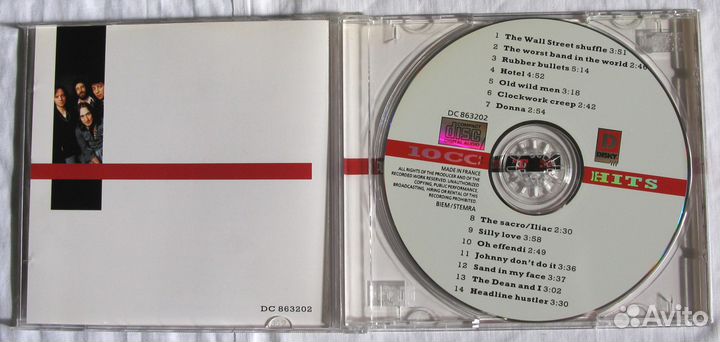 DC 863202
1 The Wall Street shuffle 3:51
2 The worst band in the world 2:46
3 Rubber bullets 5:14
4 Hotel 4:52
5 Old wild men 3:18
6 Clockwork creep 2:42
7 Donna 2:54
DC 863202
COMPACT
disc
DIGITAL AUDIO
D
DISKY
10CC
HITS
MADE IN FRANCE
ALL RIGHTS OF THE PRODUCER AND OF THE
RECORDED WORK RESERVED. UNAUTHORIZED
COPYING, PUBLIC PERFORMANCE,
BROADCASTING, HIRING OR RENTAL OF THIS
RECORDING PROHIBITED
BIEM/STEMRA
8 The sacro/Iliac 2:30
9 Silly love 3:58
10 Oh effendi 2:49
11 Johnny don't do it 3:36
12 Sand in my face 3:37
13 The Dean and I 3:02
14 Headline hustler 3:30
Avito